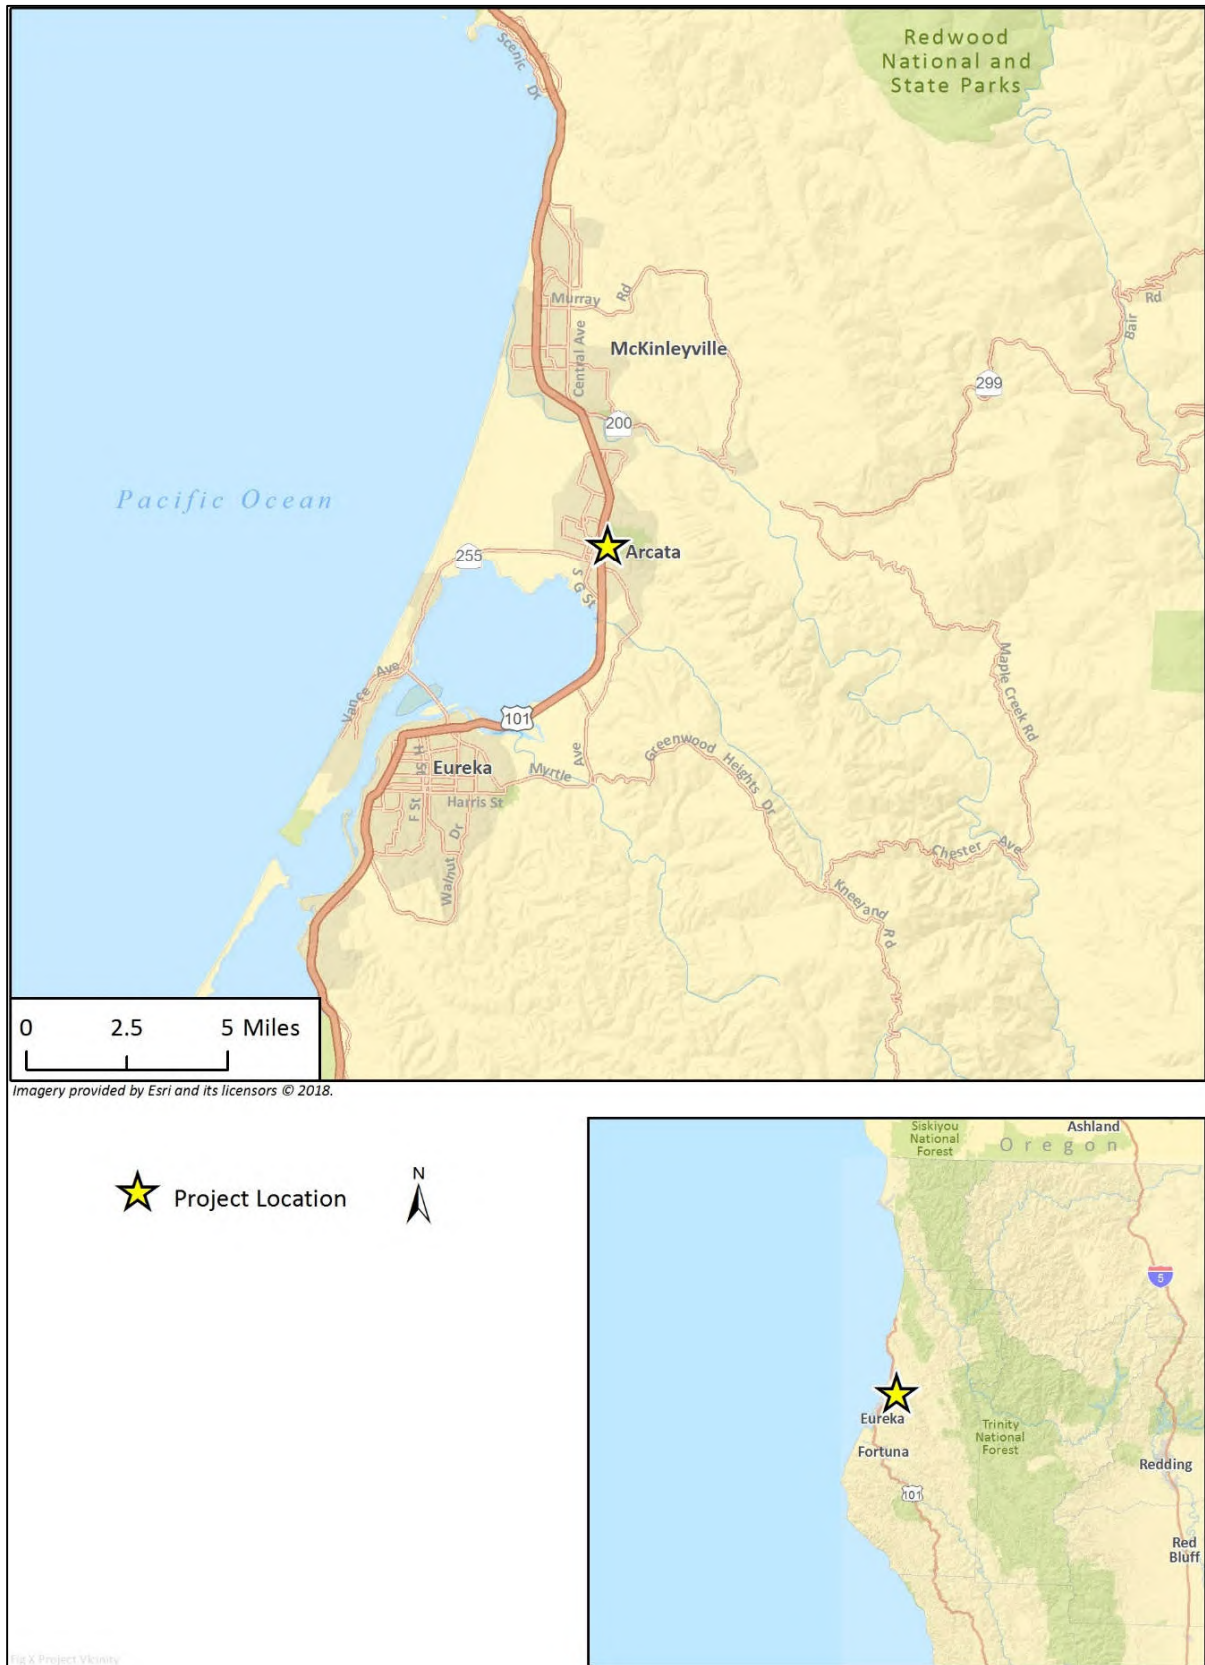 Redwood
National and
State Parks
Scenic Dr
Murray Rd
Bair Rd
McKinleyville
Central Ave
299
200
Pacific Ocean
255
Arcata
S G St
Maple Creek Rd
Vance Ave
101
Greenwood Heights Dr
H St
Eureka
Myrtle Ave
F St
Harris St
Walnut Dr
Chester Ave
Kneeland Rd
0 2.5 5 Miles
Imagery provided by Esri and its licensors © 2018.
Project Location
N
Siskiyou
National
Forest
Ashland
Oregon
5
Eureka
Trinity
National
Forest
Fortuna
Redding
101
Red
Bluff
Fig X Project Vicinity